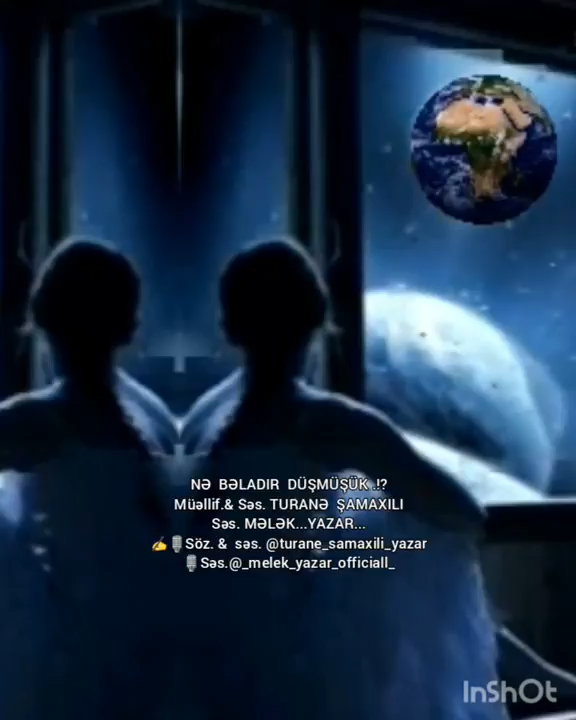 NƏ BƏLADIR DÜŞMÜŞÜK .!?
Müəllif.& Səs. TURANƏ ŞAMAXILI
Səs. MƏLƏK...YAZAR...
✍️🎙️Söz. & səs. @turane_samaxili_yazar
🎙️Səs.@_melek_yazar_officiall_
InShOt